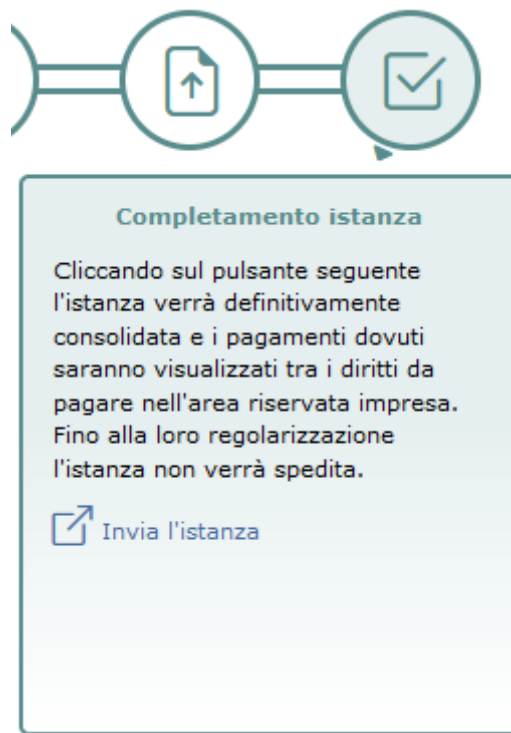 Completamento istanza
Cliccando sul pulsante seguente
l'istanza verrà definitivamente
consolidata e i pagamenti dovuti
saranno visualizzati tra i diritti da
pagare nell'area riservata impresa.
Fino alla loro regolarizzazione
l'istanza non verrà spedita.
Invia l'istanza